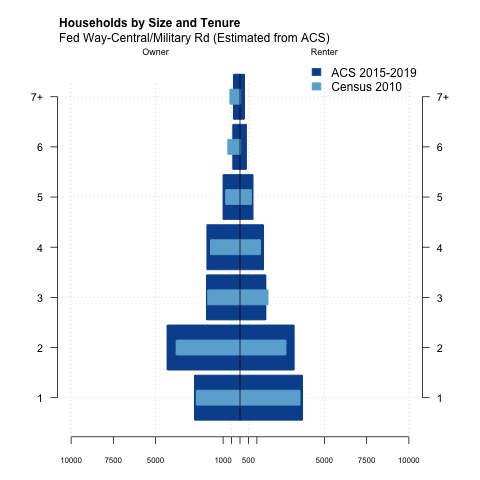 Households by Size and Tenure
Fed Way-Central/Military Rd (Estimated from ACS)
Owner Renter
ACS 2015-2019
Census 2010
7+ 7+
6 6
5 5
4 4
3 3
2 2
1 1
10000 7500 5000 1000 500 5000 7500 10000